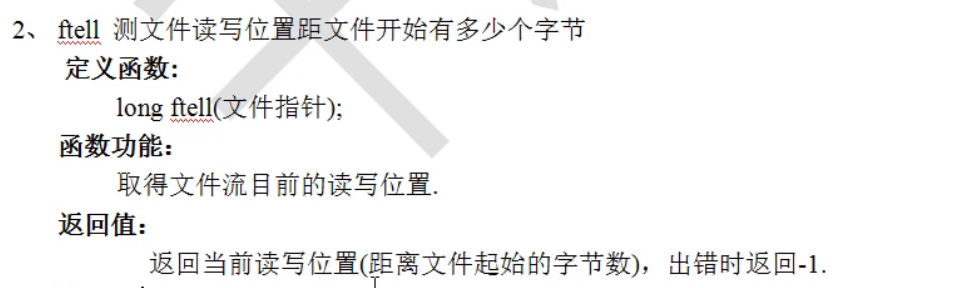 2、 ftell 测文件读写位置距文件开始有多少个字节
定义函数:
long ftell(文件指针);
函数功能：
取得文件流目前的读写位置.
返回值：
返回当前读写位置(距离文件起始的字节数)，出错时返回-1.